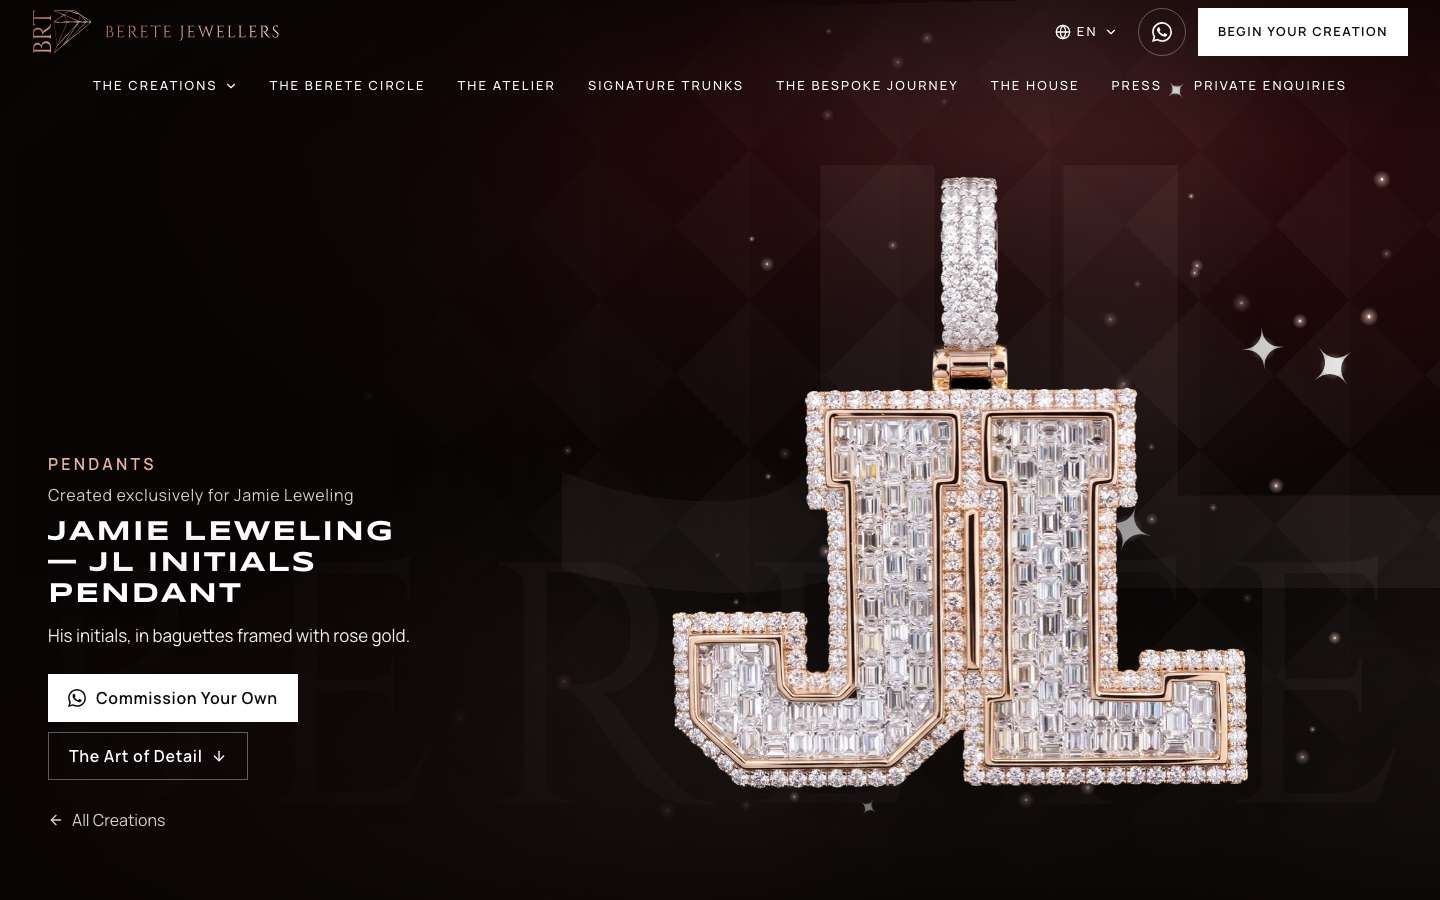 BRT
BERETE JEWELLERS
EN
BEGIN YOUR CREATION
THE CREATIONS
THE BERETE CIRCLE
THE ATELIER
SIGNATURE TRUNKS
THE BESPOKE JOURNEY
THE HOUSE
PRESS
PRIVATE ENQUIRIES
PENDANTS
Created exclusively for Jamie Leweling
JAMIE LEWELING
— JL INITIALS
PENDANT
His initials, in baguettes framed with rose gold.
Commission Your Own
The Art of Detail ↓
← All Creations
JL
BERETE